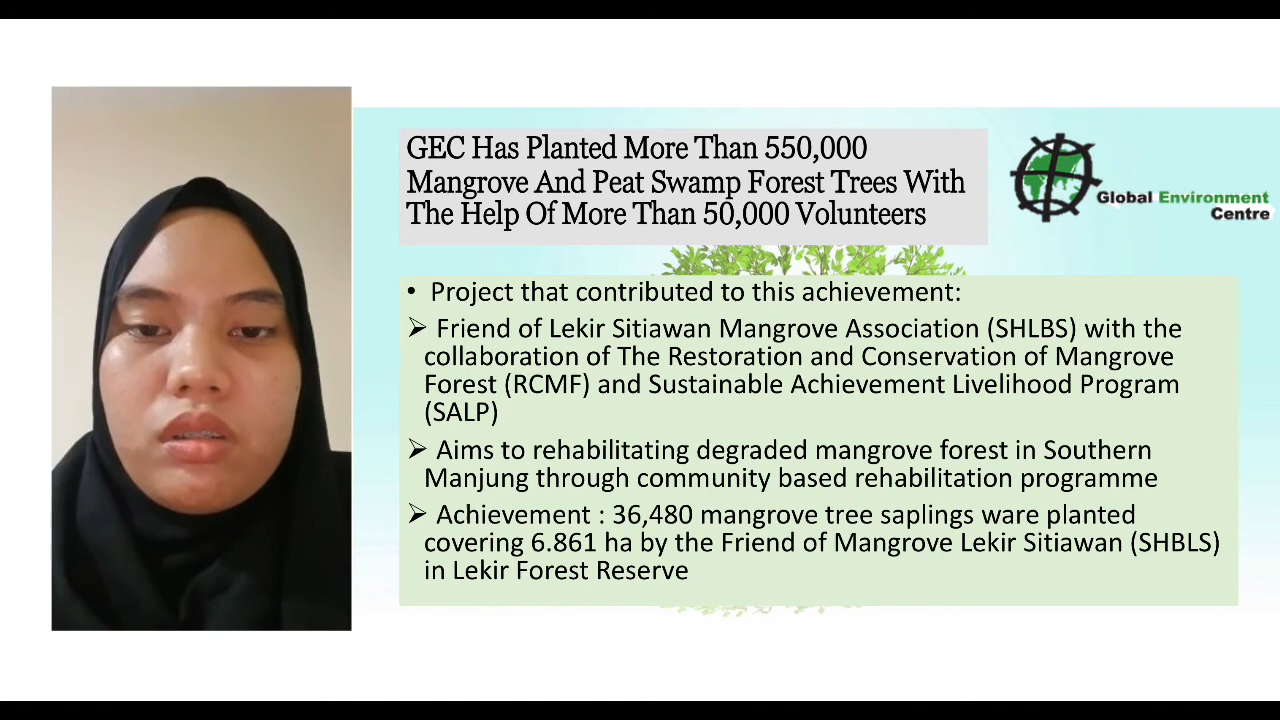 GEC Has Planted More Than 550,000
Mangrove And Peat Swamp Forest Trees With
The Help Of More Than 50,000 Volunteers
Global Environment
Centre
• Project that contributed to this achievement:
➢ Friend of Lekir Sitiawan Mangrove Association (SHLBS) with the
collaboration of The Restoration and Conservation of Mangrove
Forest (RCMF) and Sustainable Achievement Livelihood Program
(SALP)
➢ Aims to rehabilitating degraded mangrove forest in Southern
Manjung through community based rehabilitation programme
➢ Achievement : 36,480 mangrove tree saplings ware planted
covering 6.861 ha by the Friend of Mangrove Lekir Sitiawan (SHBLS)
in Lekir Forest Reserve